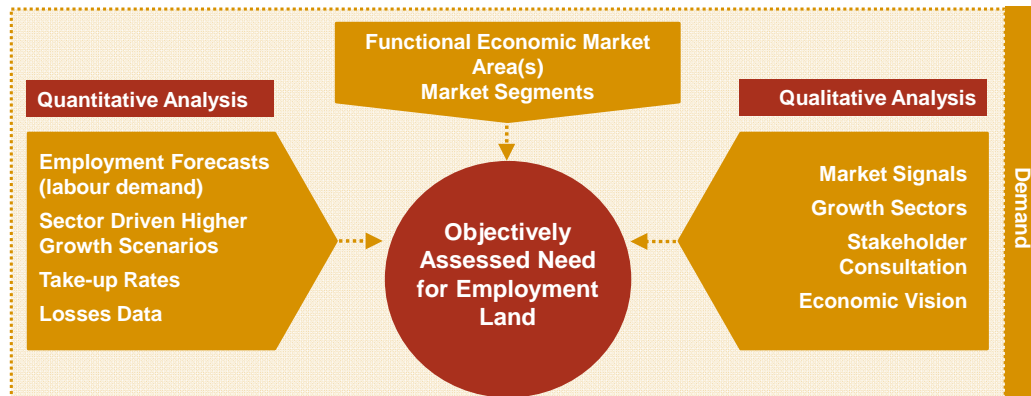 Functional Economic Market
Area(s)
Market Segments
Quantitative Analysis
Employment Forecasts
(labour demand)
Sector Driven Higher
Growth Scenarios
Take-up Rates
Losses Data
Objectively
Assessed Need
for Employment
Land
Qualitative Analysis
Market Signals
Growth Sectors
Stakeholder
Consultation
Economic Vision
Demand